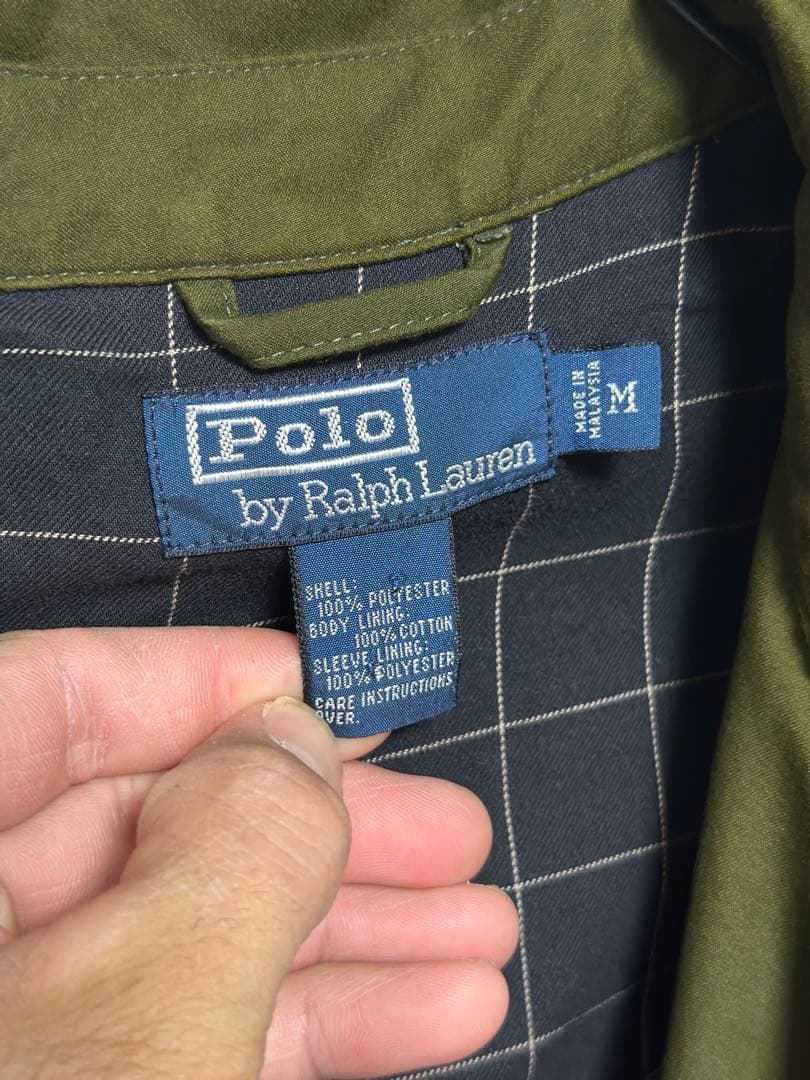 Polo
by Ralph Lauren
MADE IN
MALAYSIA
M
SHELL:
100% POLYESTER
BODY LINING:
100% COTTON
SLEEVE LINING:
100% POLYESTER
CARE INSTRUCTIONS
OVER.